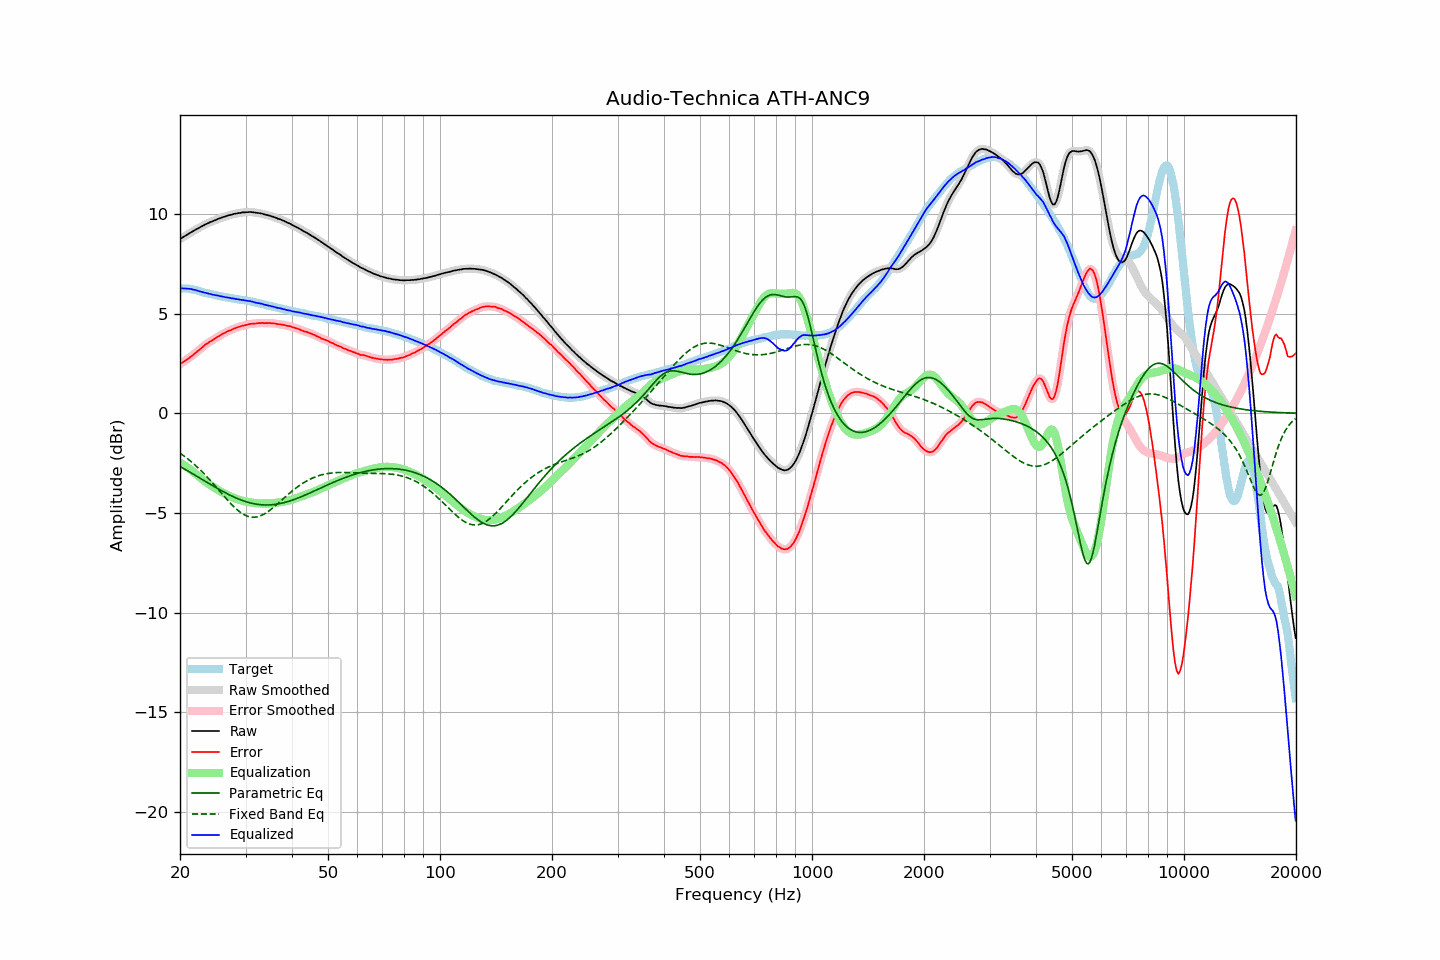 Audio-Technica ATH-ANC9
Amplitude (dBr)
10
5
0
−5
−10
−15
−20
Target
Raw Smoothed
Error Smoothed
Raw
Error
Equalization
Parametric Eq
Fixed Band Eq
Equalized
20 50 100 200 500 1000 2000 5000 10000 20000
Frequency (Hz)